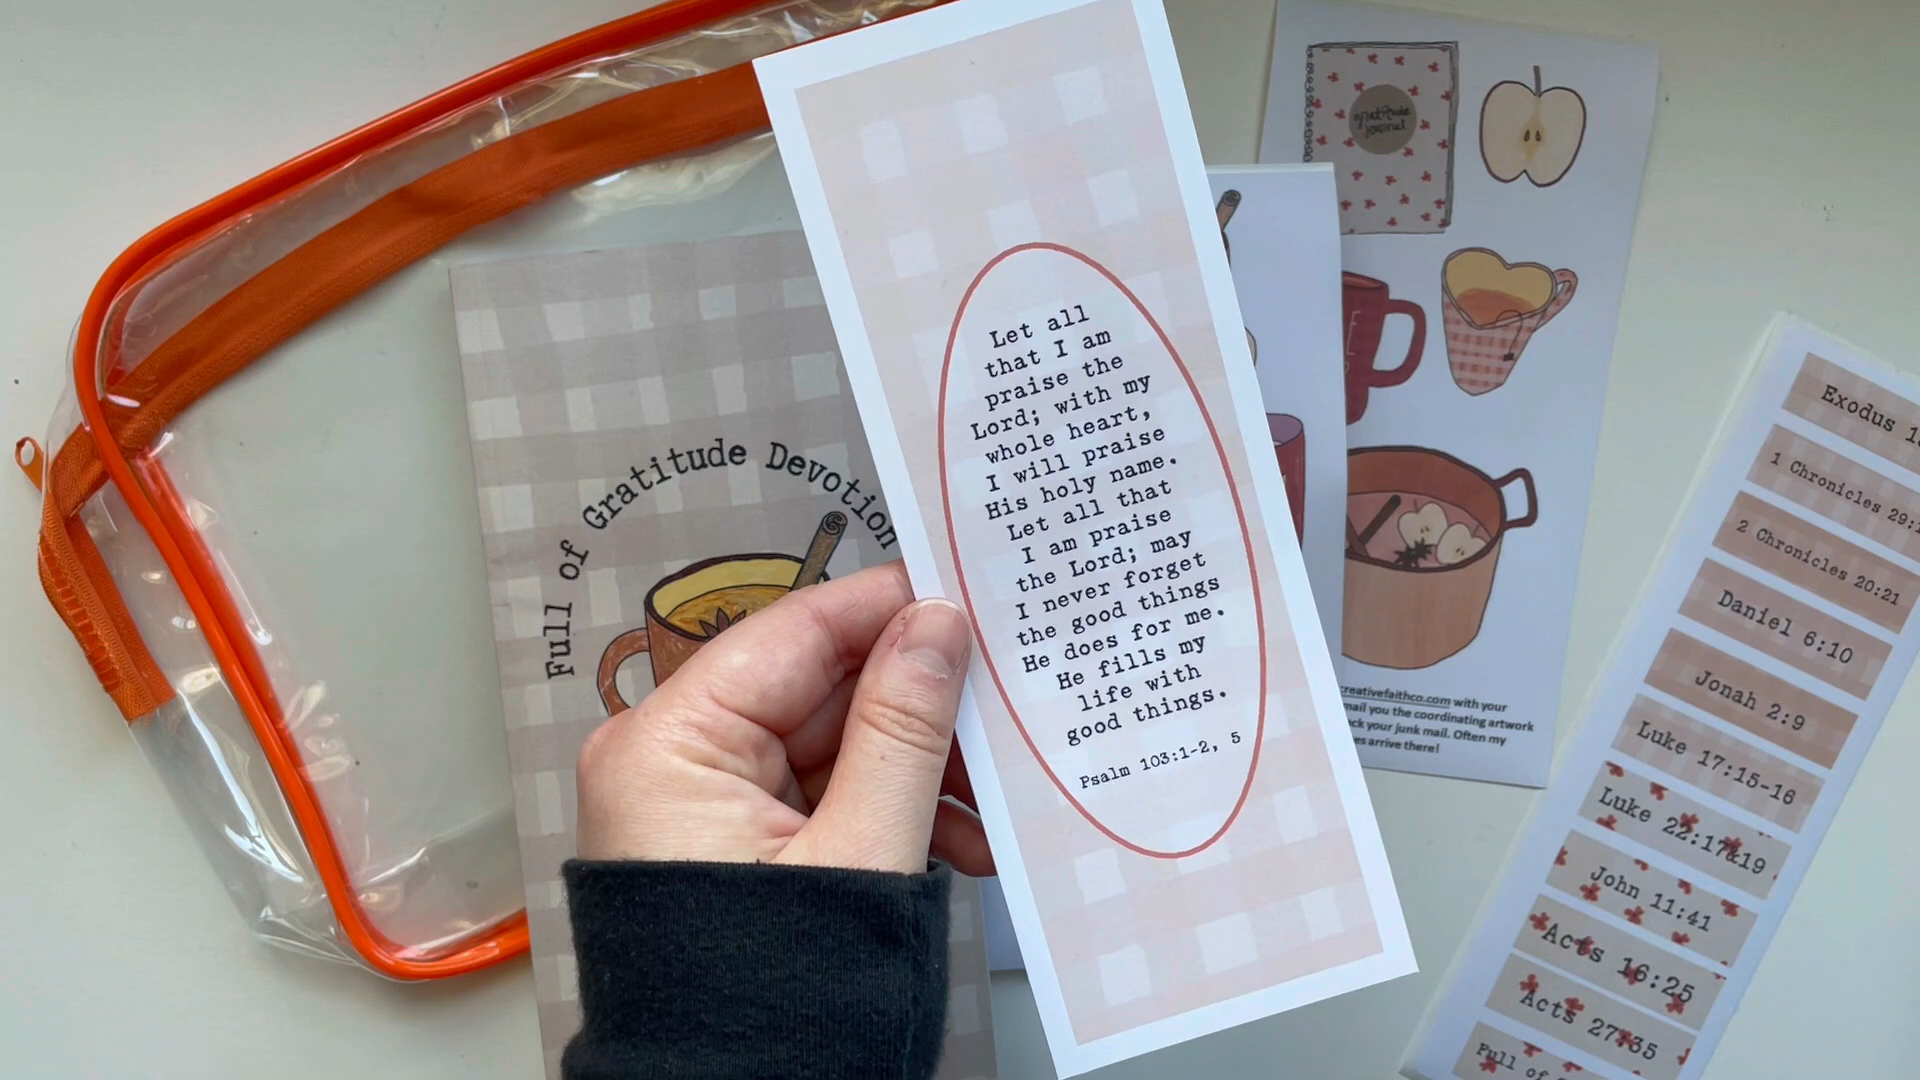 Full of Gratitude Devotion
Let all
that I am
praise the
Lord; with my
whole heart,
I will praise
His holy name.
Let all that
I am praise
the Lord; may
I never forget
the good things
He does for me.
He fills my
life with
good things.
Psalm 103:1-2, 5
gratitude
journal
creativefaithco.com with your
mail you the coordinating artwork
your junk mail. Often my
arrive there!
Exodus
1 Chronicles
2 Chronicles 20:21
Daniel 6:10
Jonah 2:9
Luke 17:15-16
Luke 22:17&19
John 11:41
Acts 16:25
Acts 27:35
Full of